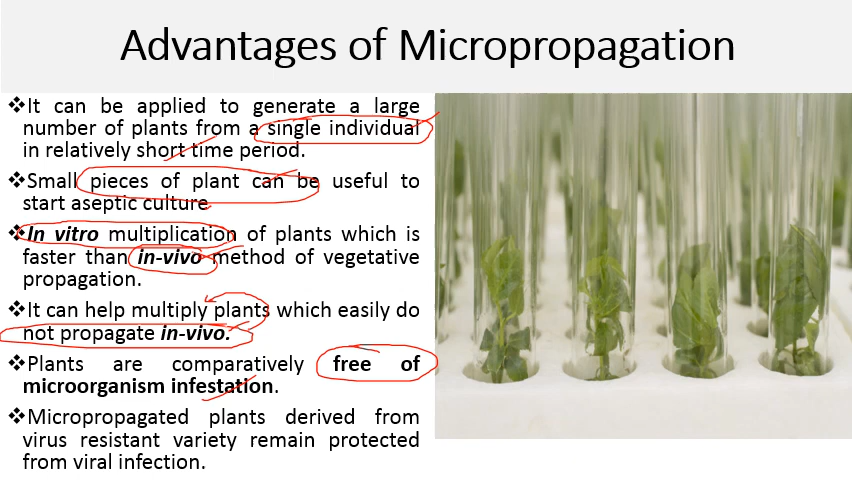 Advantages of Micropropagation
❖It can be applied to generate a large
number of plants from a single individual
in relatively short time period.
❖Small pieces of plant can be useful to
start aseptic culture
❖In vitro multiplication of plants which is
faster than in-vivo method of vegetative
propagation.
❖It can help multiply plants which easily do
not propagate in-vivo.
❖Plants are comparatively free of
microorganism infestation.
❖Micropropagated plants derived from
virus resistant variety remain protected
from viral infection.